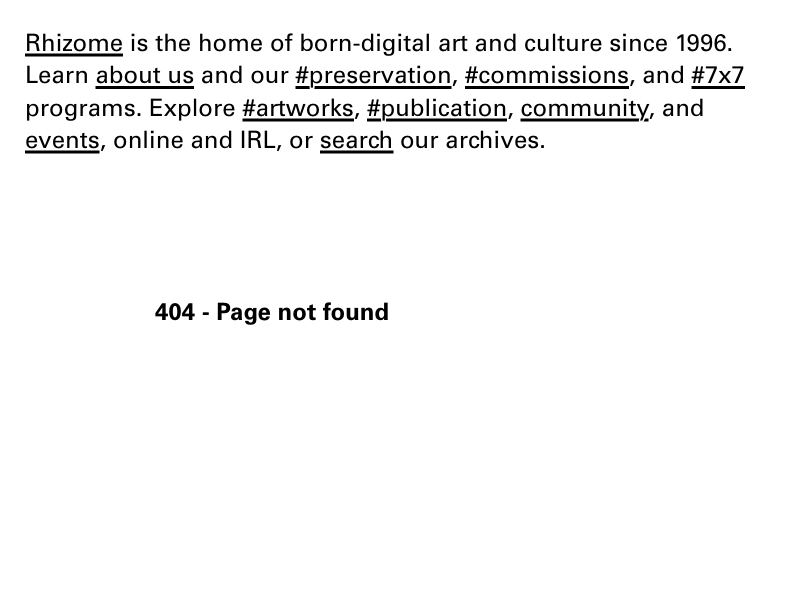 Rhizome is the home of born-digital art and culture since 1996.
Learn about us and our #preservation, #commissions, and #7x7
programs. Explore #artworks, #publication, community, and
events, online and IRL, or search our archives.
404 - Page not found